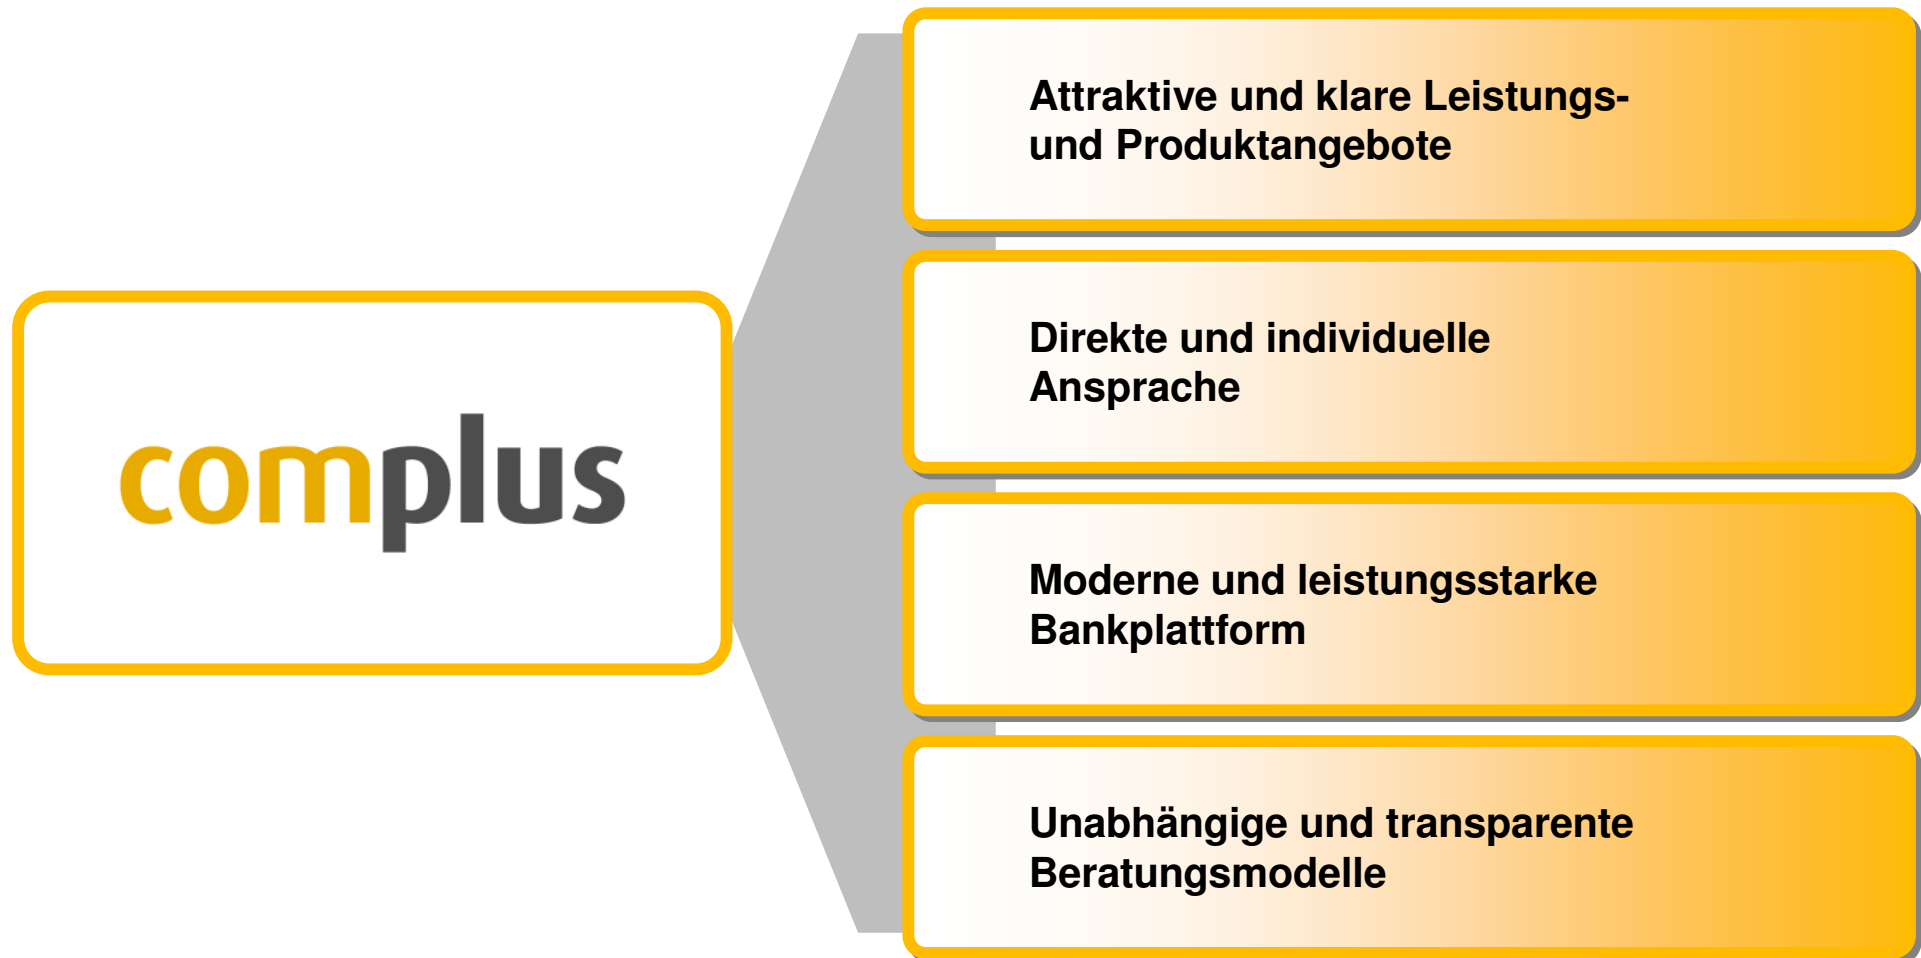 complus
Attraktive und klare Leistungs-
und Produktangebote
Direkte und individuelle
Ansprache
Moderne und leistungsstarke
Bankplattform
Unabhängige und transparente
Beratungsmodelle